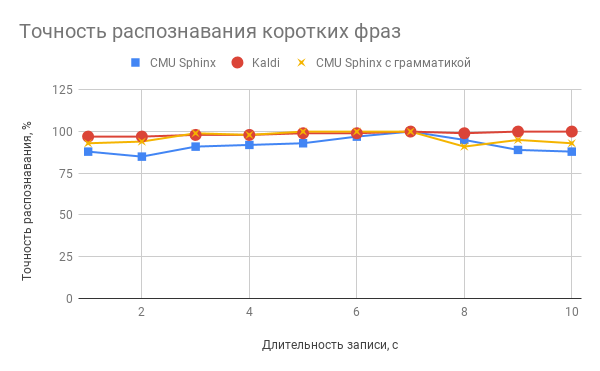 Точность распознавания коротких фраз
CMU Sphinx Kaldi CMU Sphinx с грамматикой
Точность распознавания, %
125
100
75
50
25
0
2 4 6 8 10
Длительность записи, с